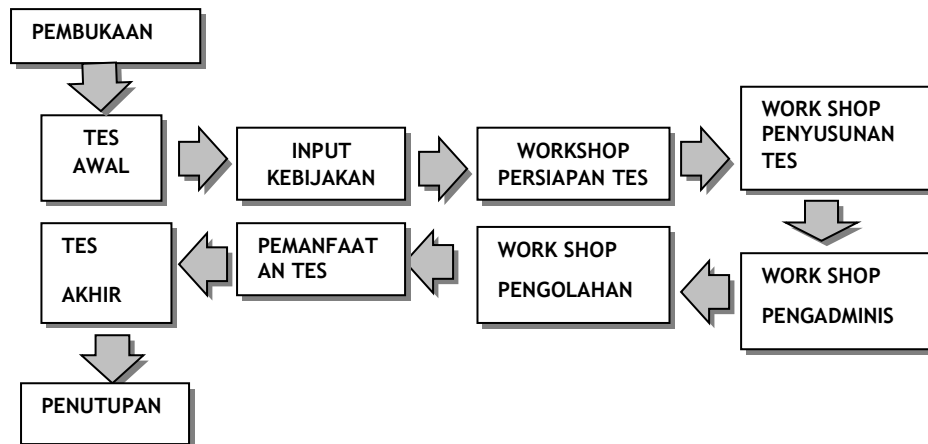 PEMBUKAAN
TES
AWAL
INPUT
KEBIJAKAN
WORKSHOP
PERSIAPAN TES
WORK SHOP
PENYUSUNAN
TES
WORK SHOP
PENGADMINIS
WORK SHOP
PENGOLAHAN
PEMANFAAT
AN TES
TES
AKHIR
PENUTUPAN